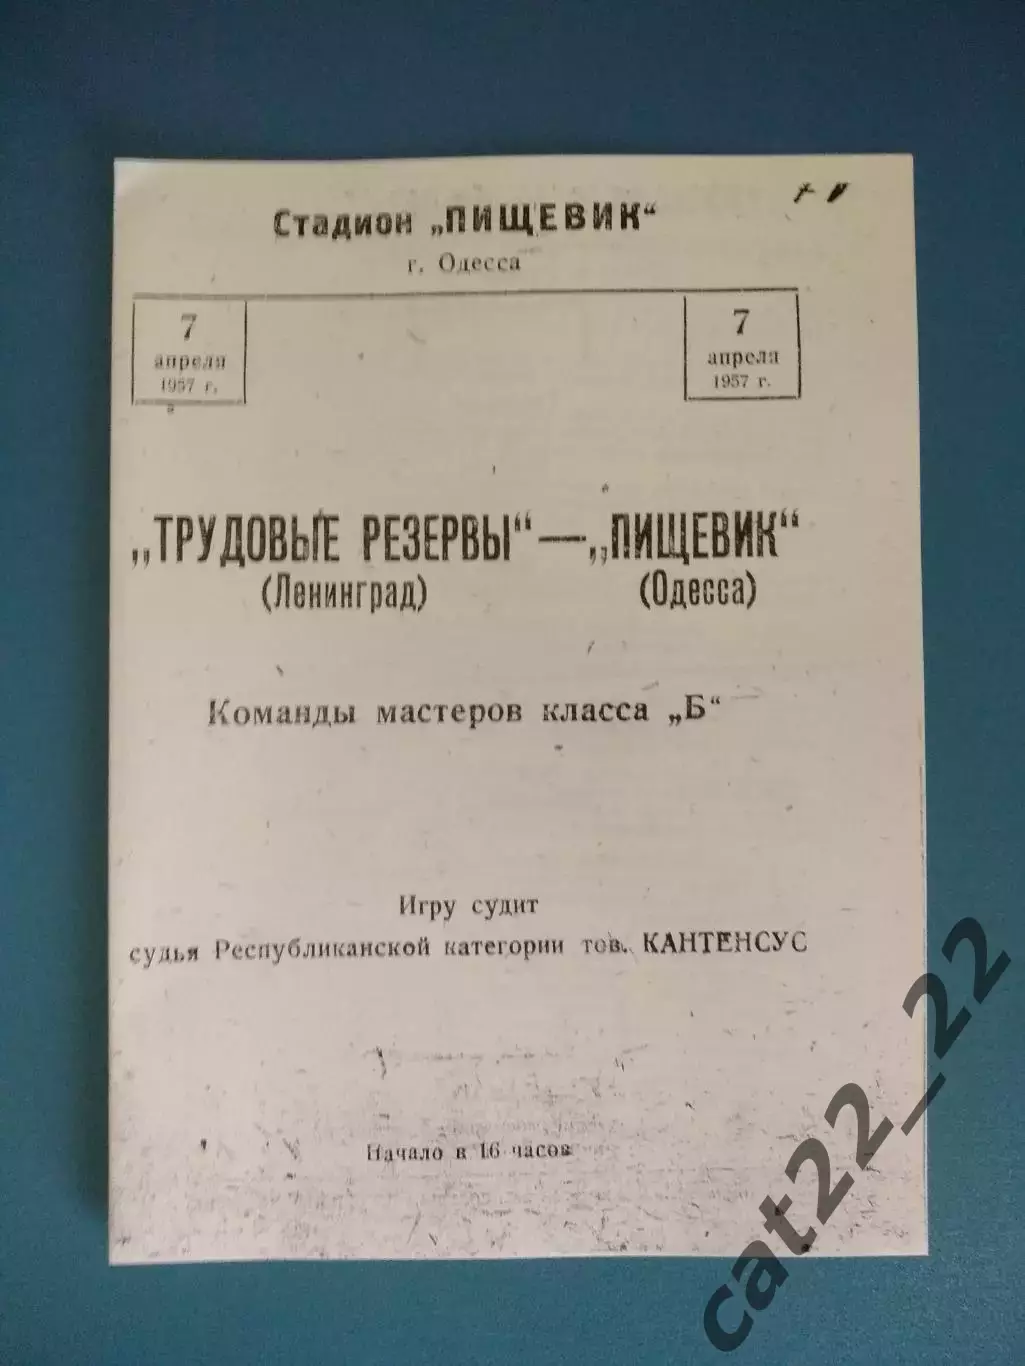 Стадион „ПИЩЕВИК“
г. Одесса
7
апреля
1957 г.
7
апреля
1957 г.
„ТРУДОВЫЕ РЕЗЕРВЫ“ — „ПИЩЕВИК“
(Ленинград) (Одесса)
Команды мастеров класса „Б“
Игру судит
судья Республиканской категории тов. КАНТЕНСУС
Начало в 16 часов
cat22_22